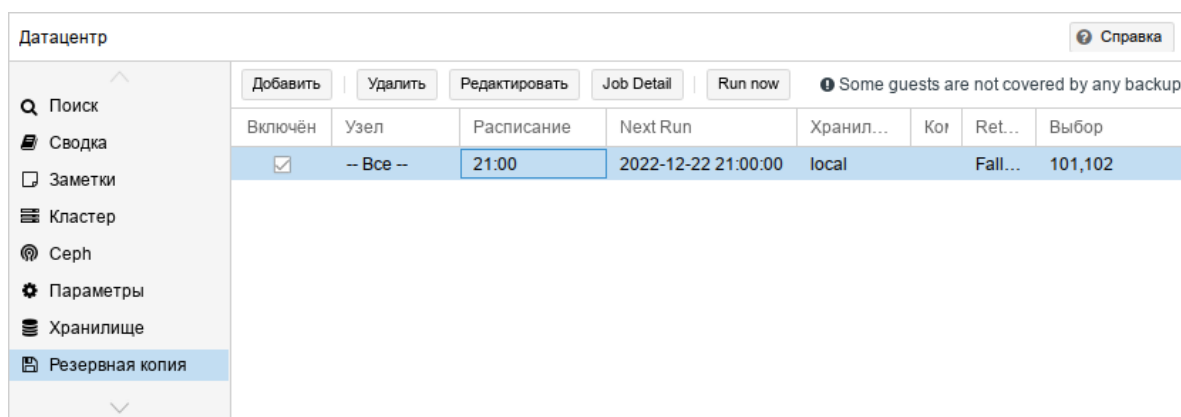 Датацентр
Справка
Добавить Удалить Редактировать Job Detail Run now Some guests are not covered by any backup
Поиск
Сводка
Заметки
Кластер
Ceph
Параметры
Хранилище
Резервная копия
Включён Узел Расписание Next Run Хранил... Ког Ret... Выбор
-- Все -- 21:00 2022-12-22 21:00:00 local Fall... 101,102